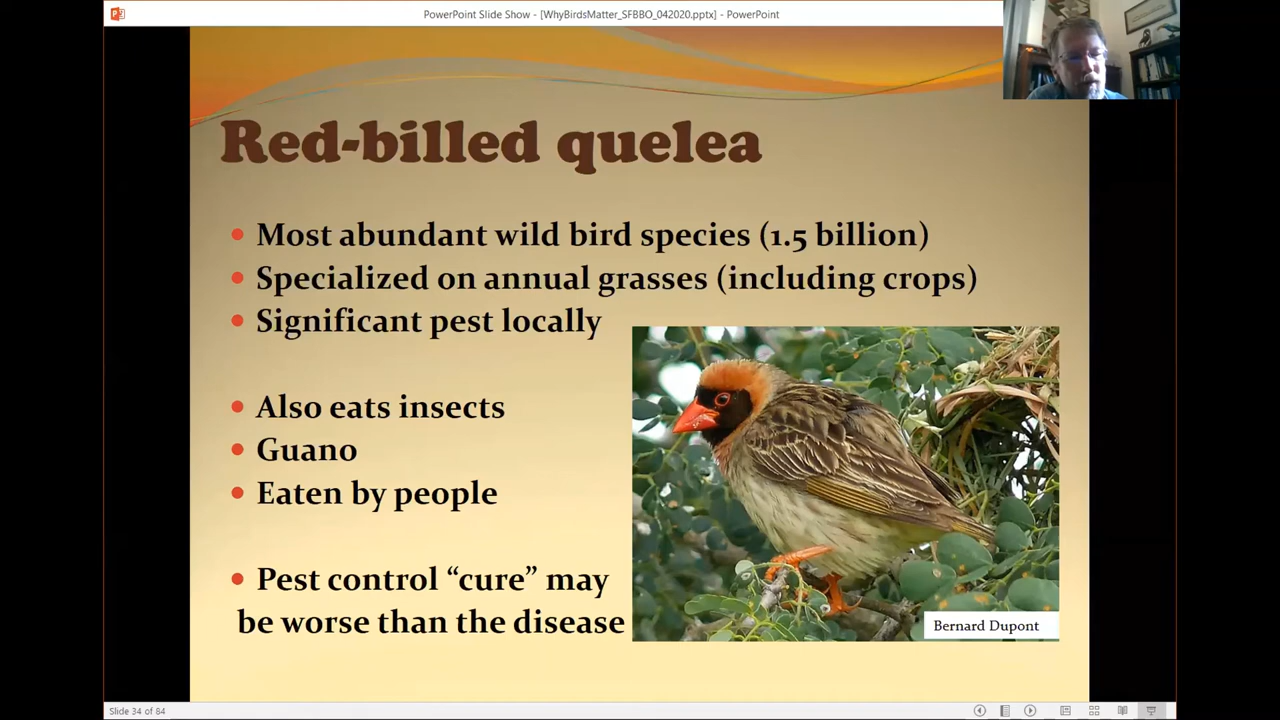 PowerPoint Slide Show - [WhyBirdsMatter_SFBBO_042020.pptx] - PowerPoint
Red-billed quelea
• Most abundant wild bird species (1.5 billion)
• Specialized on annual grasses (including crops)
• Significant pest locally
• Also eats insects
• Guano
• Eaten by people
• Pest control “cure” may
be worse than the disease
Bernard Dupont
Slide 34 of 84